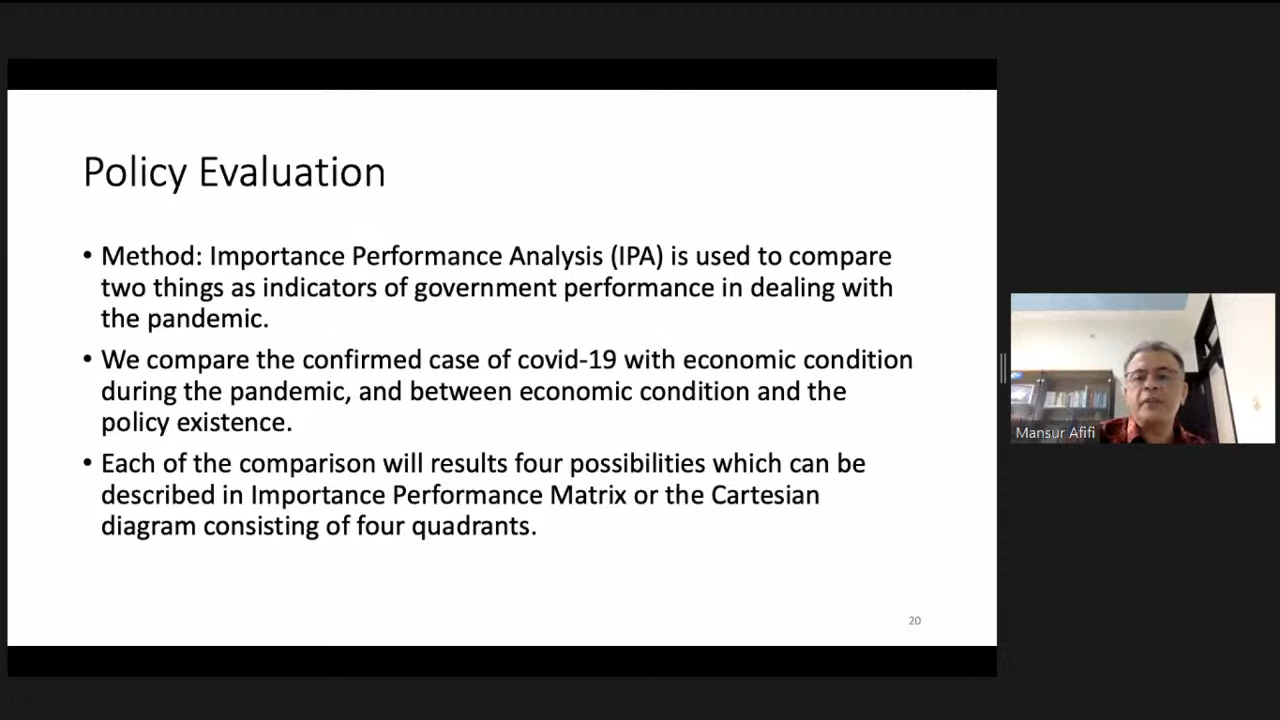 Policy Evaluation
• Method: Importance Performance Analysis (IPA) is used to compare
two things as indicators of government performance in dealing with
the pandemic.
• We compare the confirmed case of covid-19 with economic condition
during the pandemic, and between economic condition and the
policy existence.
• Each of the comparison will results four possibilities which can be
described in Importance Performance Matrix or the Cartesian
diagram consisting of four quadrants.
20
Mansur Afifi